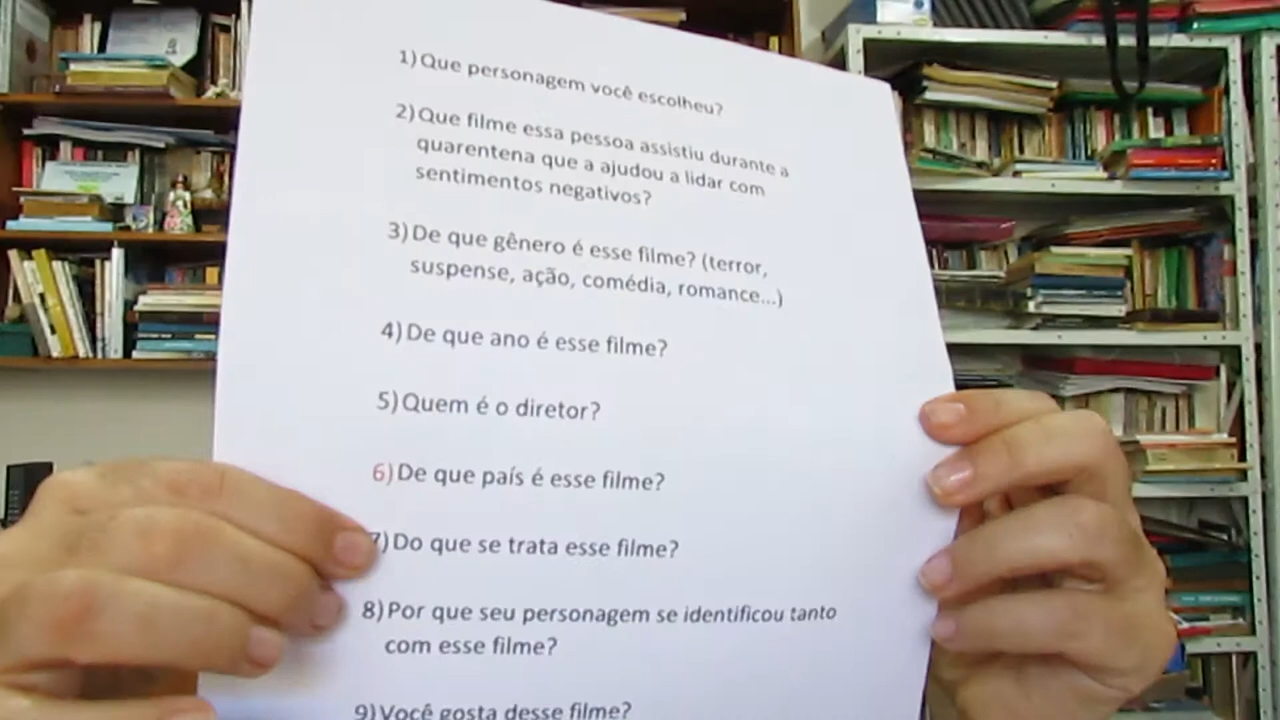 1) Que personagem você escolheu?
2) Que filme essa pessoa assistiu durante a
quarentena que a ajudou a lidar com
sentimentos negativos?
3) De que gênero é esse filme? (terror,
suspense, ação, comédia, romance...)
4) De que ano é esse filme?
5) Quem é o diretor?
6) De que país é esse filme?
7) Do que se trata esse filme?
8) Por que seu personagem se identificou tanto
com esse filme?
9) Você gosta desse filme?